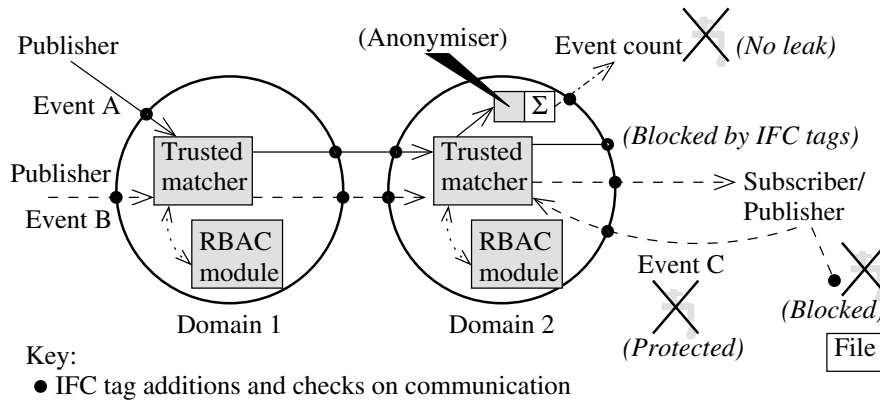 (Anonymiser)
Publisher
Event count
(No leak)
Event A
Σ
Trusted
matcher
Trusted
matcher
(Blocked by IFC tags)
Publisher
Event B
Subscriber/
Publisher
RBAC
module
RBAC
module
Event C
(Blocked)
(Protected)
File
Domain 1
Domain 2
Key:
IFC tag additions and checks on communication